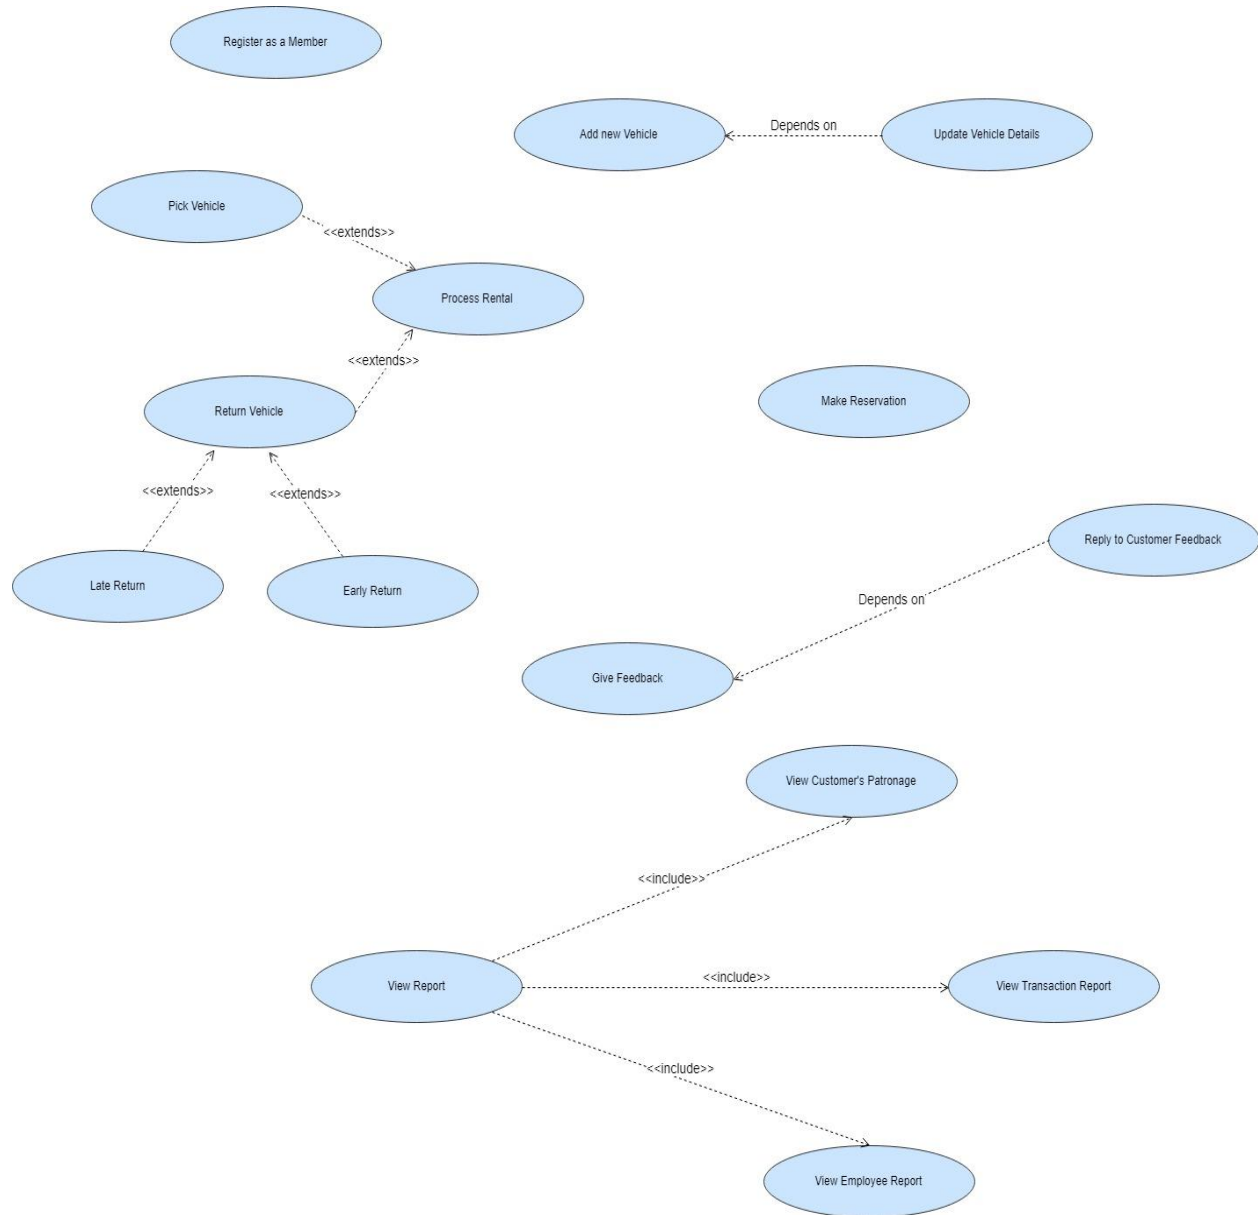 Register as a Member
Add new Vehicle
Depends on
Update Vehicle Details
Pick Vehicle
<<extends>>
Process Rental
<<extends>>
Return Vehicle
Make Reservation
<<extends>>
<<extends>>
Late Return
Early Return
Reply to Customer Feedback
Depends on
Give Feedback
View Customer's Patronage
<<include>>
View Report
<<include>>
View Transaction Report
<<include>>
View Employee Report